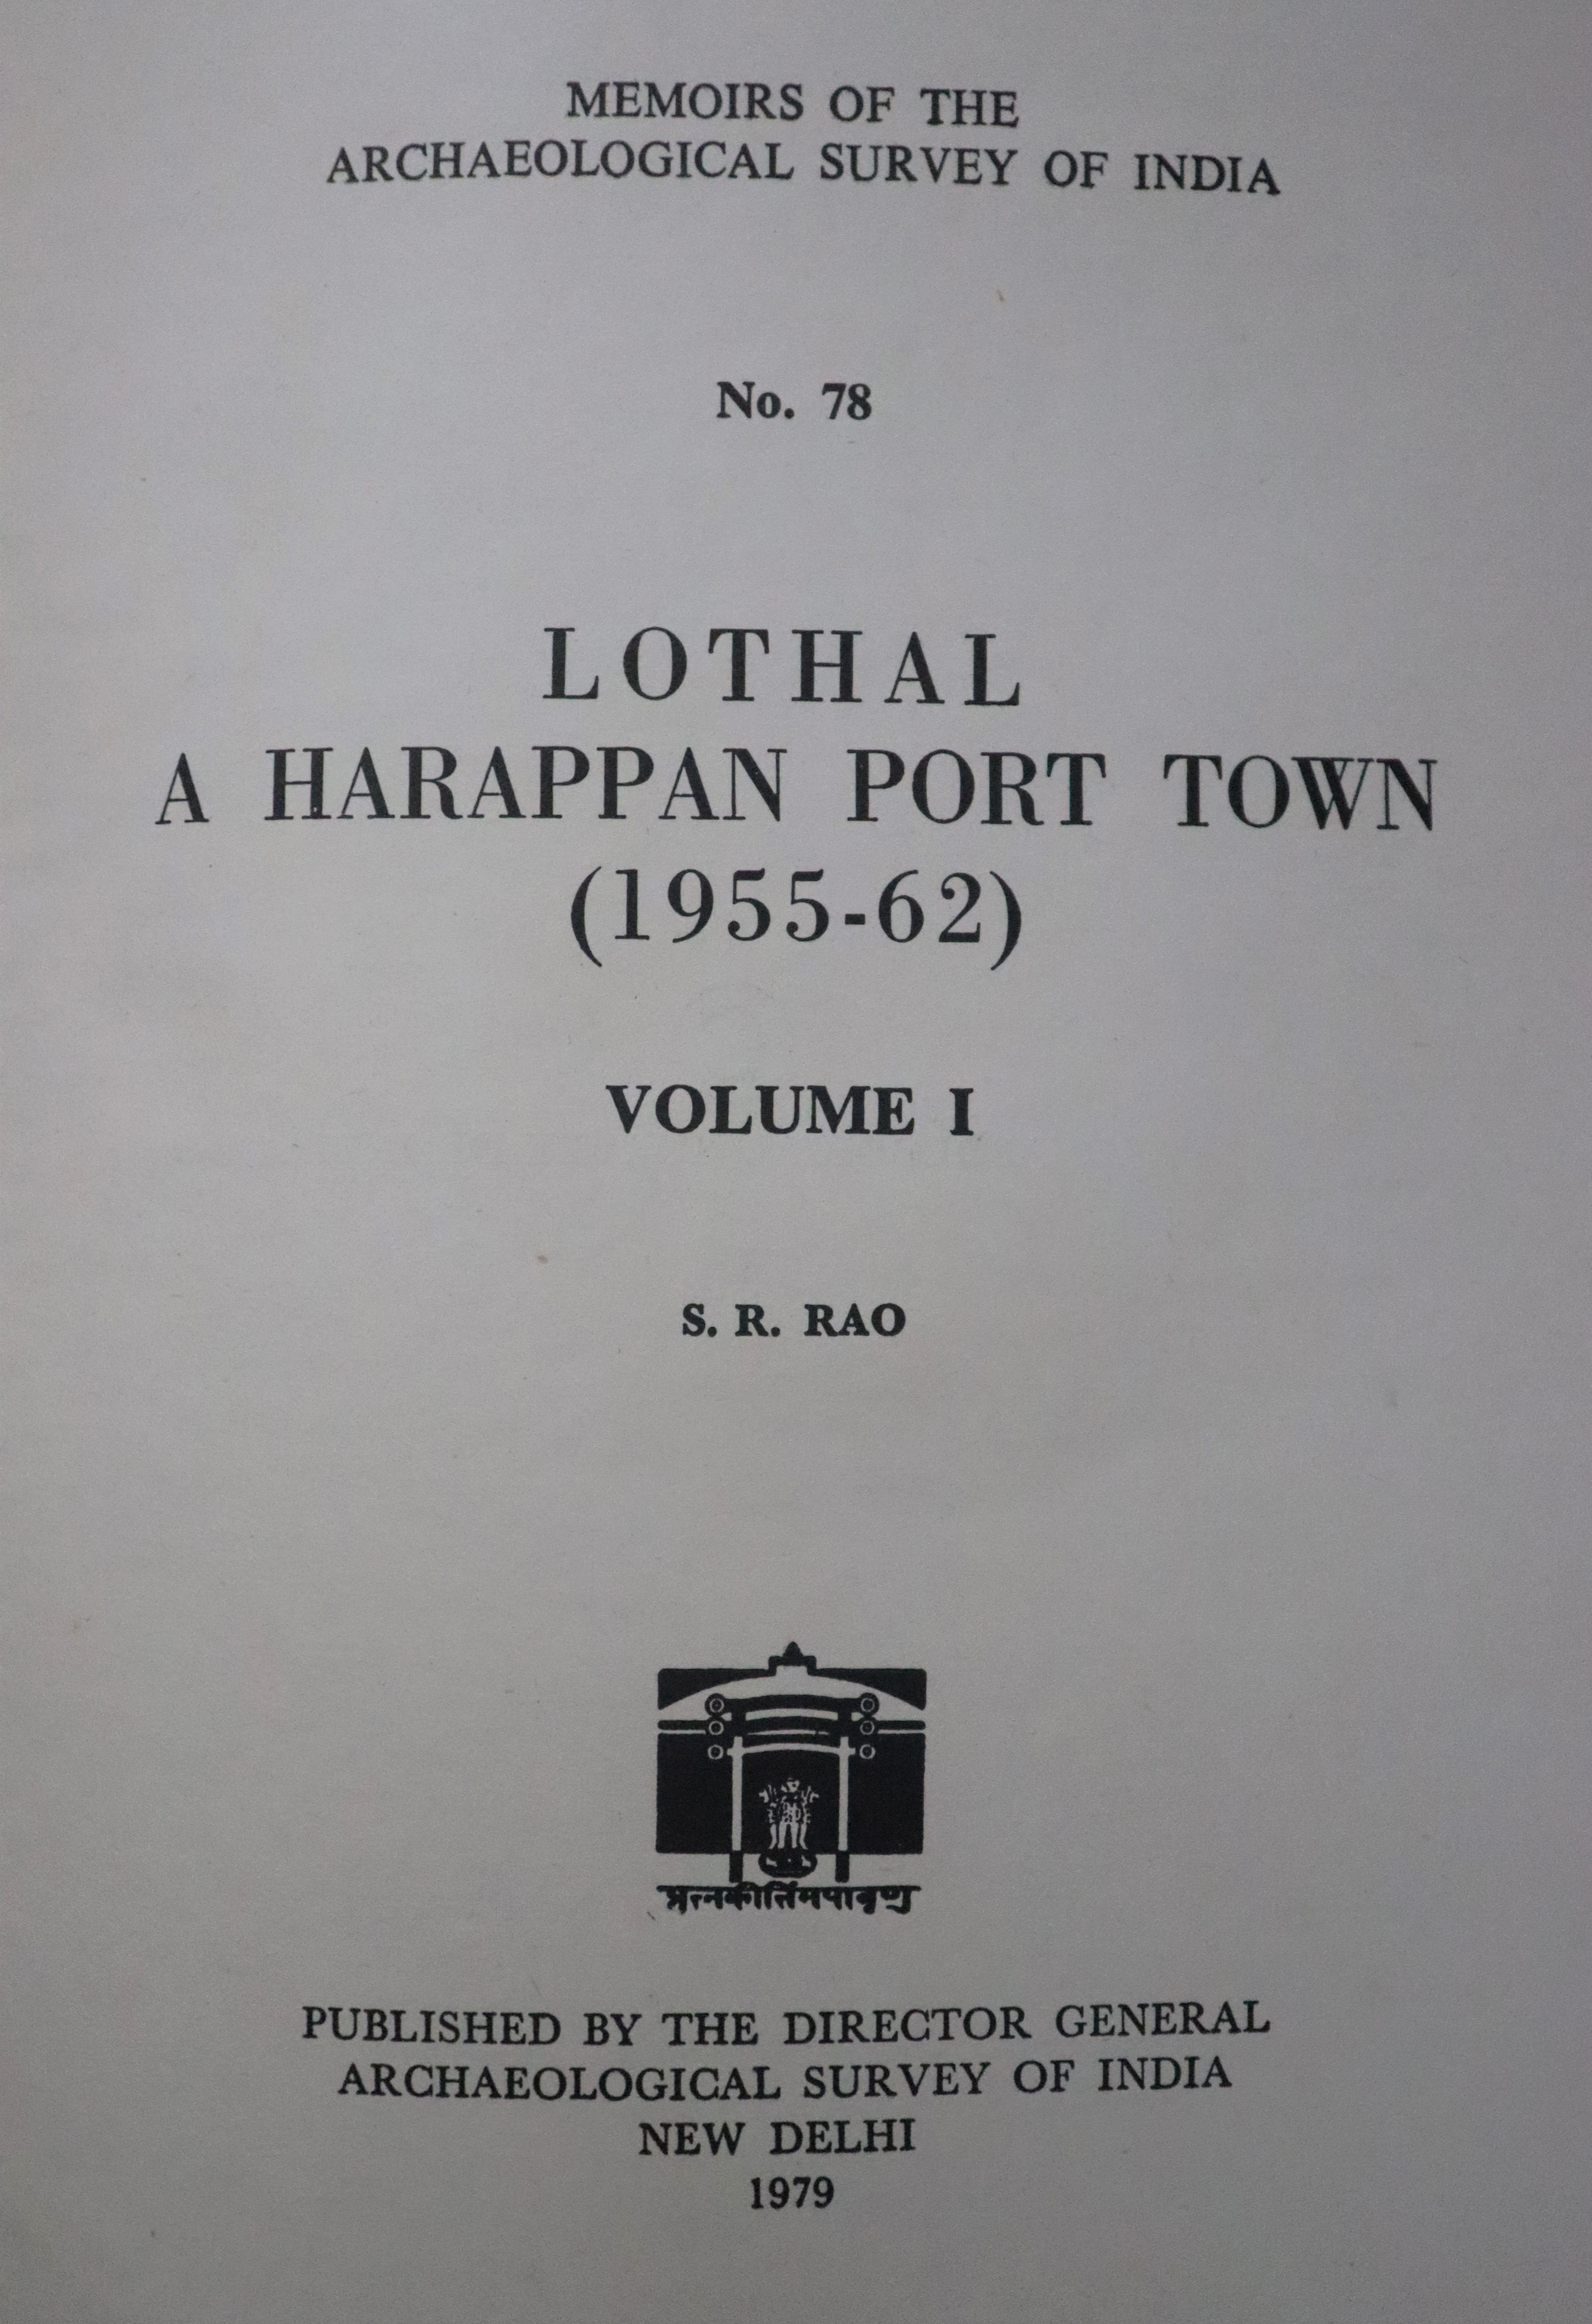 MEMOIRS OF THE
ARCHAEOLOGICAL SURVEY OF INDIA
No. 78
LOTHAL
A HARAPPAN PORT TOWN
(1955-62)
VOLUME I
S. R. RAO
प्रत्नकीर्तिमपावृणु
PUBLISHED BY THE DIRECTOR GENERAL
ARCHAEOLOGICAL SURVEY OF INDIA
NEW DELHI
1979